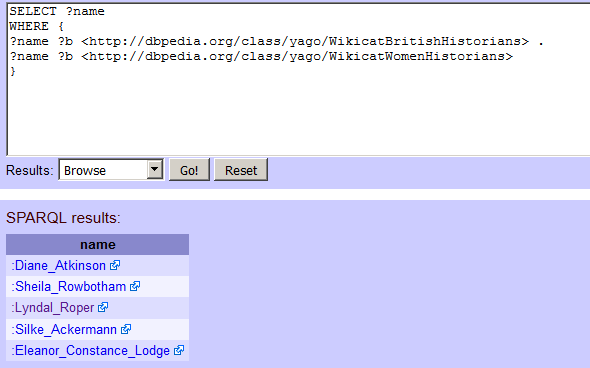 SELECT ?name
WHERE {
?name ?b <http://dbpedia.org/class/yago/WikicatBritishHistorians> .
?name ?b <http://dbpedia.org/class/yago/WikicatWomenHistorians>
}
Results: Browse Go! Reset
SPARQL results:
name
:Diane_Atkinson
:Sheila_Rowbotham
:Lyndal_Roper
:Silke_Ackermann
:Eleanor_Constance_Lodge